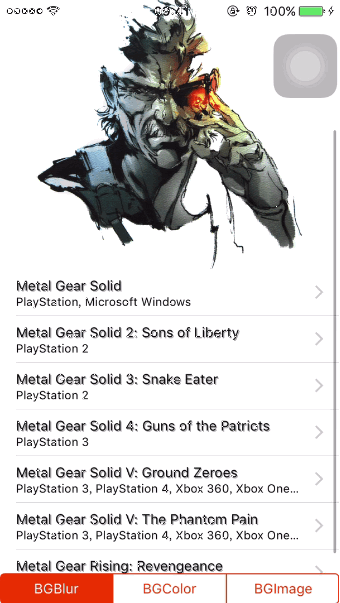 100%
Metal Gear Solid
PlayStation, Microsoft Windows
Metal Gear Solid 2: Sons of Liberty
PlayStation 2
Metal Gear Solid 3: Snake Eater
PlayStation 2
Metal Gear Solid 4: Guns of the Patricts
PlayStation 3
Metal Gear Solid V: Ground Zeroes
PlayStation 3, PlayStation 4, Xbox 360, Xbox One...
Metal Gear Solid V: The Phantom Pain
PlayStation 3, PlayStation 4, Xbox 360, Xbox One...
Metal Gear Rising: Revengeance
BGBlur BGColor BGImage